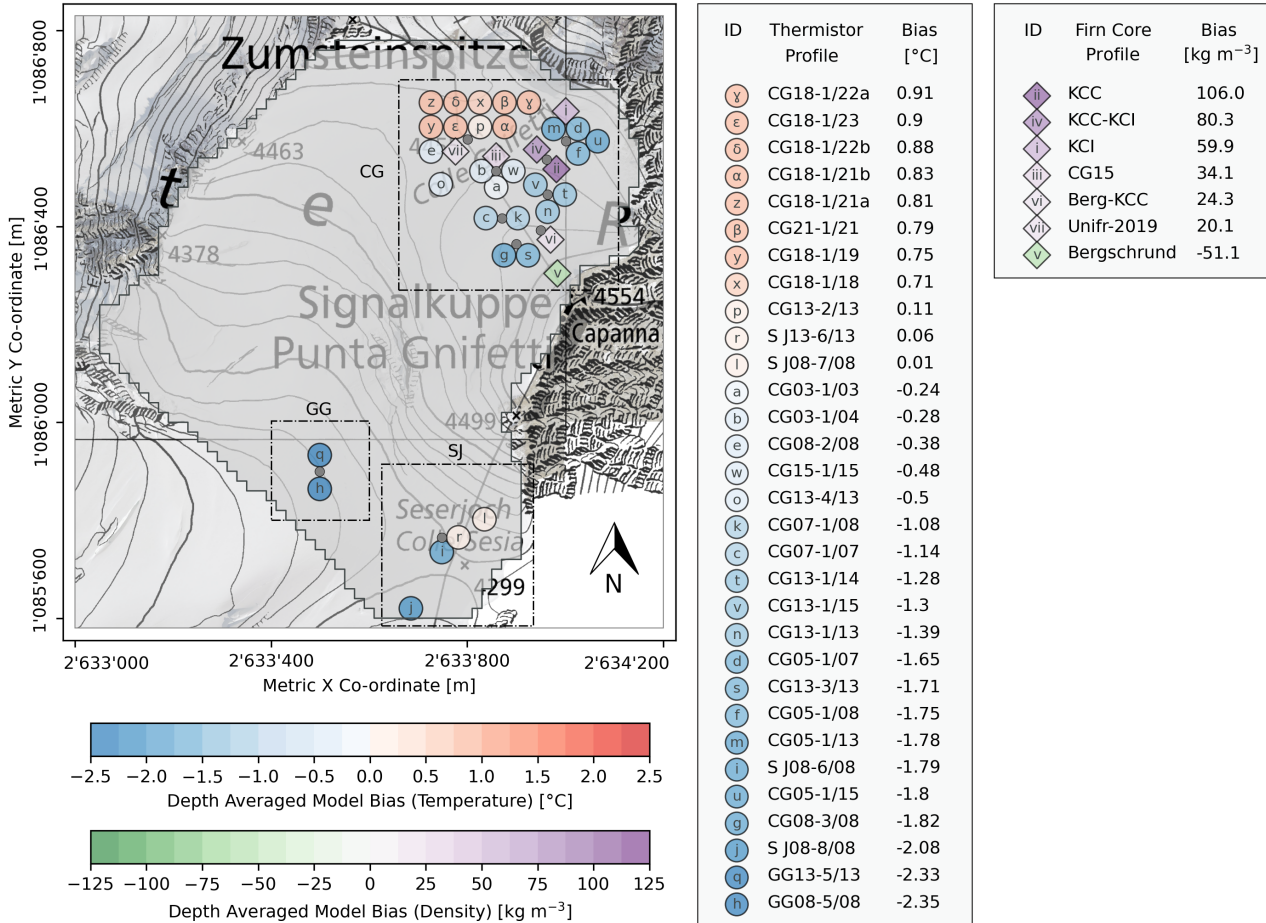 Zumsteinspitze
4463
t
e
R
4378
CG
z δ x β ɣ i
y ε p α m d u
e vii iii iv f
b w ii
o a v t
c k n
vi
g s v
Signalkuppe
4554
Punta Gnifetti
Capanna
4499
GG
SJ
q
h
Seserjoch
Colle Sesia
l
r
i
4299
j
N
1'086'800
1'086'400
1'086'000
1'085'600
Metric Y Co-ordinate [m]
2'633'000 2'633'400 2'633'800 2'634'200
Metric X Co-ordinate [m]
−2.5 −2.0 −1.5 −1.0 −0.5 0.0 0.5 1.0 1.5 2.0 2.5
Depth Averaged Model Bias (Temperature) [°C]
−125 −100 −75 −50 −25 0 25 50 75 100 125
Depth Averaged Model Bias (Density) [kg m⁻³]
ID Thermistor Bias
Profile [°C]
ɣ CG18-1/22a 0.91
ε CG18-1/23 0.9
δ CG18-1/22b 0.88
α CG18-1/21b 0.83
z CG18-1/21a 0.81
β CG21-1/21 0.79
y CG18-1/19 0.75
x CG18-1/18 0.71
p CG13-2/13 0.11
r S J13-6/13 0.06
l S J08-7/08 0.01
a CG03-1/03 -0.24
b CG03-1/04 -0.28
e CG08-2/08 -0.38
w CG15-1/15 -0.48
o CG13-4/13 -0.5
k CG07-1/08 -1.08
c CG07-1/07 -1.14
t CG13-1/14 -1.28
v CG13-1/15 -1.3
n CG13-1/13 -1.39
d CG05-1/07 -1.65
s CG13-3/13 -1.71
f CG05-1/08 -1.75
m CG05-1/13 -1.78
i S J08-6/08 -1.79
u CG05-1/15 -1.8
g CG08-3/08 -1.82
j S J08-8/08 -2.08
q GG13-5/13 -2.33
h GG08-5/08 -2.35
ID Firn Core Bias
Profile [kg m⁻³]
ii KCC 106.0
iv KCC-KCI 80.3
i KCI 59.9
iii CG15 34.1
vi Berg-KCC 24.3
vii Unifr-2019 20.1
v Bergschrund -51.1